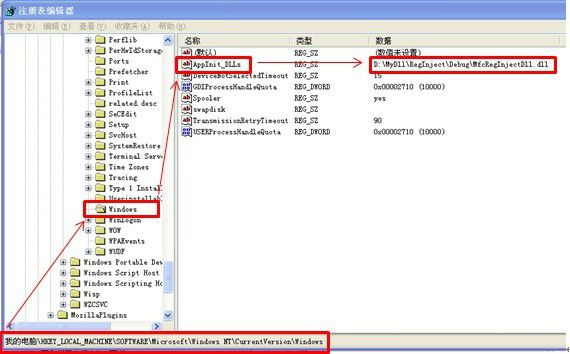 注册表编辑器
文件(F) 编辑(E) 查看(V) 收藏夹(A) 帮助(H)
Perflib
PerHwIdStorage
Ports
Prefetcher
Print
ProfileList
related.desc
SeCEdit
Setup
SvcHost
SystemRestore
Terminal Serve
Time Zones
Tracing
Type 1 Install
Userinstallabl
Windows
Winlogon
WOW
WPAEvents
WUDF
Windows Portable Dev
Windows Script Host
Windows Scripting Ho
Wisp
WZCSVC
MozillaPlugins
名称 类型 数据
(默认) REG_SZ (数值未设置)
AppInit_DLLs REG_SZ D:\MyDll\RegInject\Debug\MfcRegInjectDll.dll
DeviceNotSelectedTimeout REG_SZ 15
GDIProcessHandleQuota REG_DWORD 0x00002710 (10000)
Spooler REG_SZ yes
swapdisk REG_SZ
TransmissionRetryTimeout REG_SZ 90
USERProcessHandleQuota REG_DWORD 0x00002710 (10000)
我的电脑\HKEY_LOCAL_MACHINE\SOFTWARE\Microsoft\Windows NT\CurrentVersion\Windows